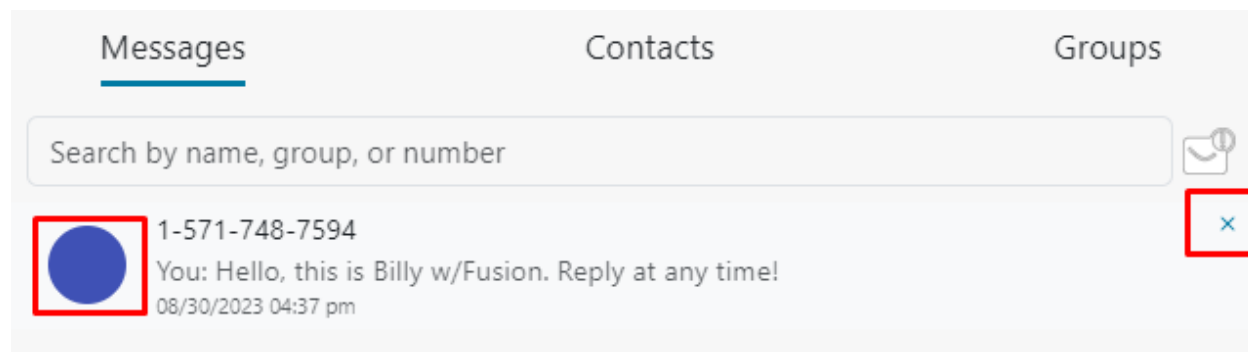 Messages Contacts Groups
Search by name, group, or number
1-571-748-7594
You: Hello, this is Billy w/Fusion. Reply at any time!
08/30/2023 04:37 pm